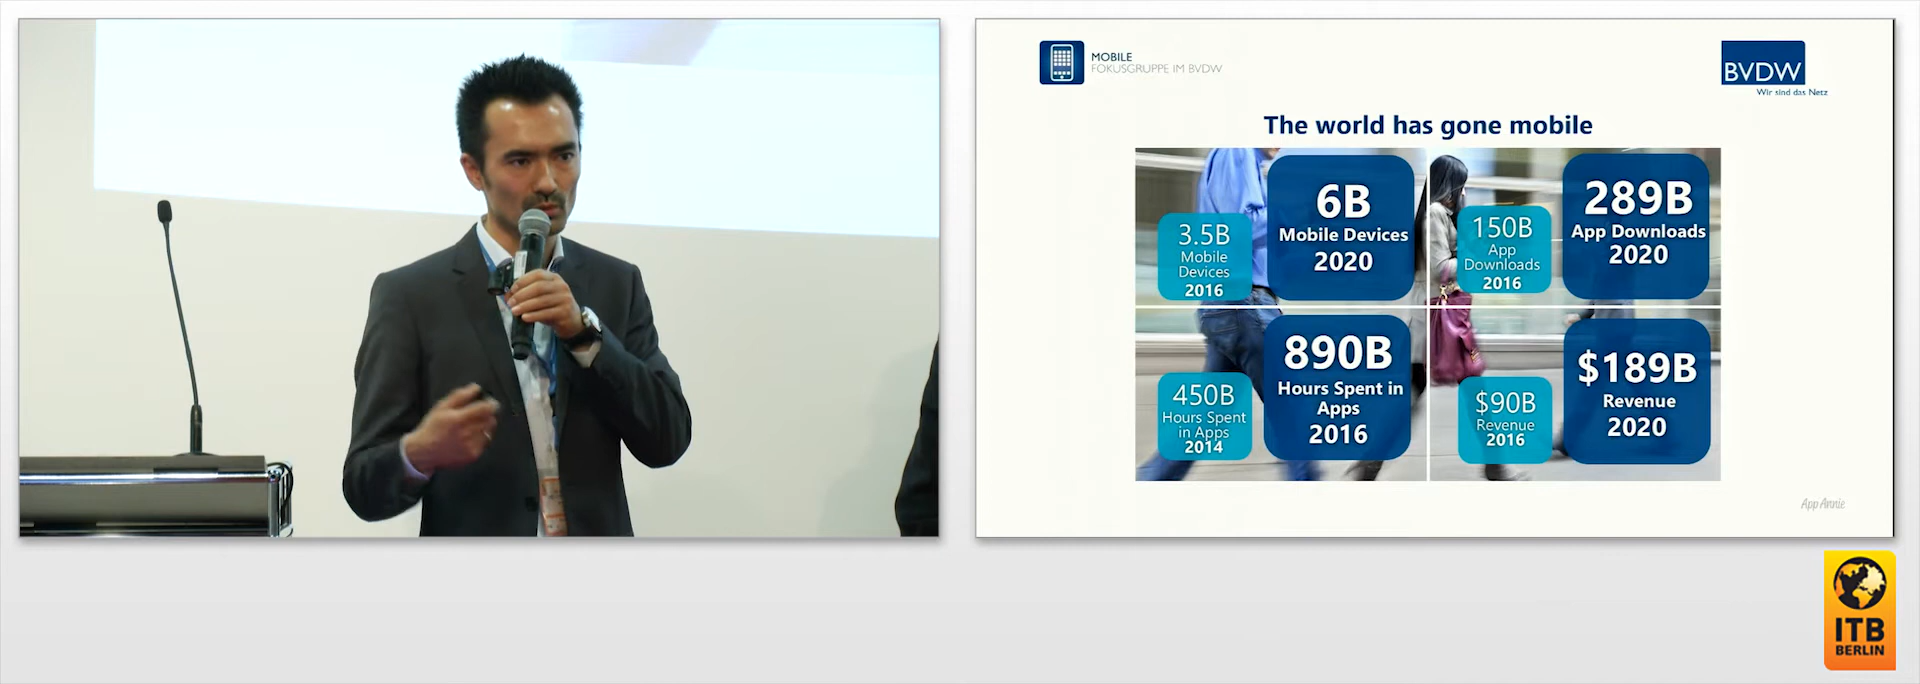 MOBILE
FOKUSGRUPPE IM BVDW
BVDW
Wir sind das Netz
The world has gone mobile
3.5B
Mobile
Devices
2016
6B
Mobile Devices
2020
150B
App
Downloads
2016
289B
App Downloads
2020
450B
Hours Spent
in Apps
2014
890B
Hours Spent in
Apps
2016
$90B
Revenue
2016
$189B
Revenue
2020
App Annie
ITB
BERLIN